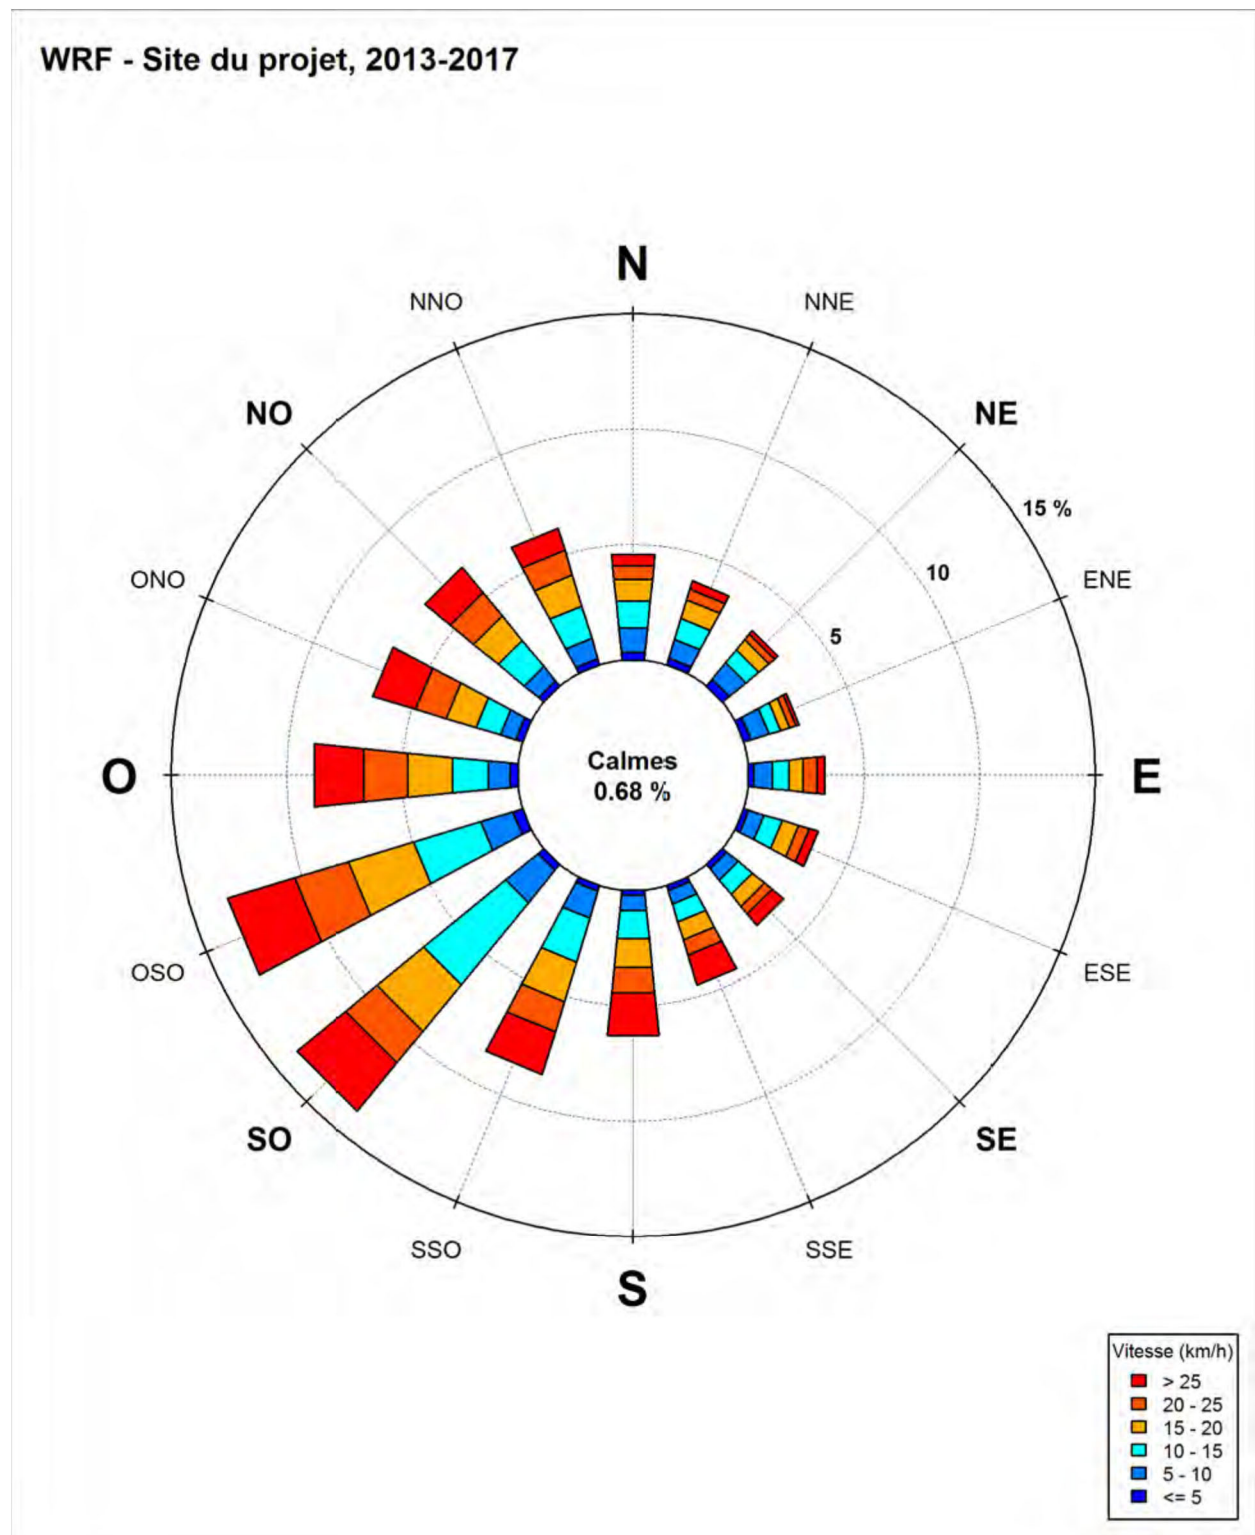 WRF - Site du projet, 2013-2017
N
NNO
NNE
NO
NE
15 %
10
ONO
ENE
5
Calmes
0.68 %
O
E
OSO
ESE
SO
SE
SSO
SSE
S
Vitesse (km/h)
> 25
20 - 25
15 - 20
10 - 15
5 - 10
<= 5